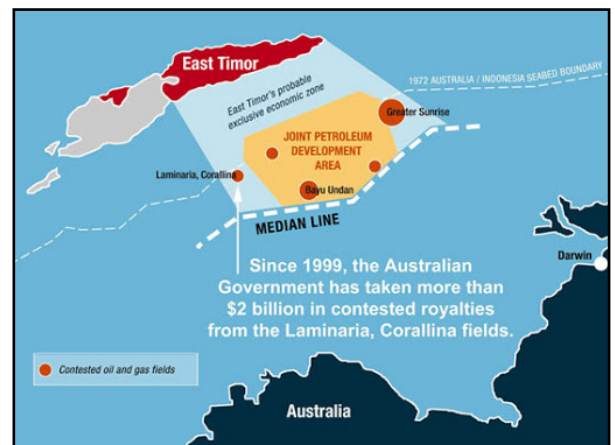 East Timor
East Timor's probable
exclusive economic zone
1972 AUSTRALIA / INDONESIA SEABED BOUNDARY
Greater Sunrise
JOINT PETROLEUM
DEVELOPMENT
AREA
Laminaria, Corallina
Bayu Undan
MEDIAN LINE
Darwin
Since 1999, the Australian
Government has taken more than
$2 billion in contested royalties
from the Laminaria, Corallina fields.
Contested oil and gas fields
Australia